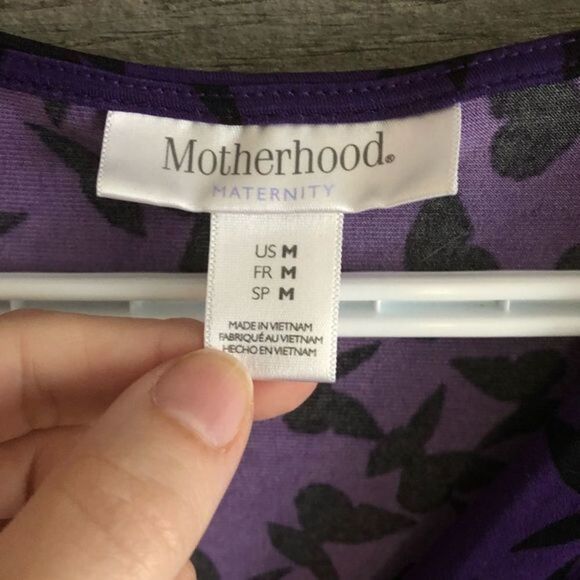 Motherhood®
MATERNITY
US M
FR M
SP M
MADE IN VIETNAM
FABRIQUÉ AU VIETNAM
HECHO EN VIETNAM